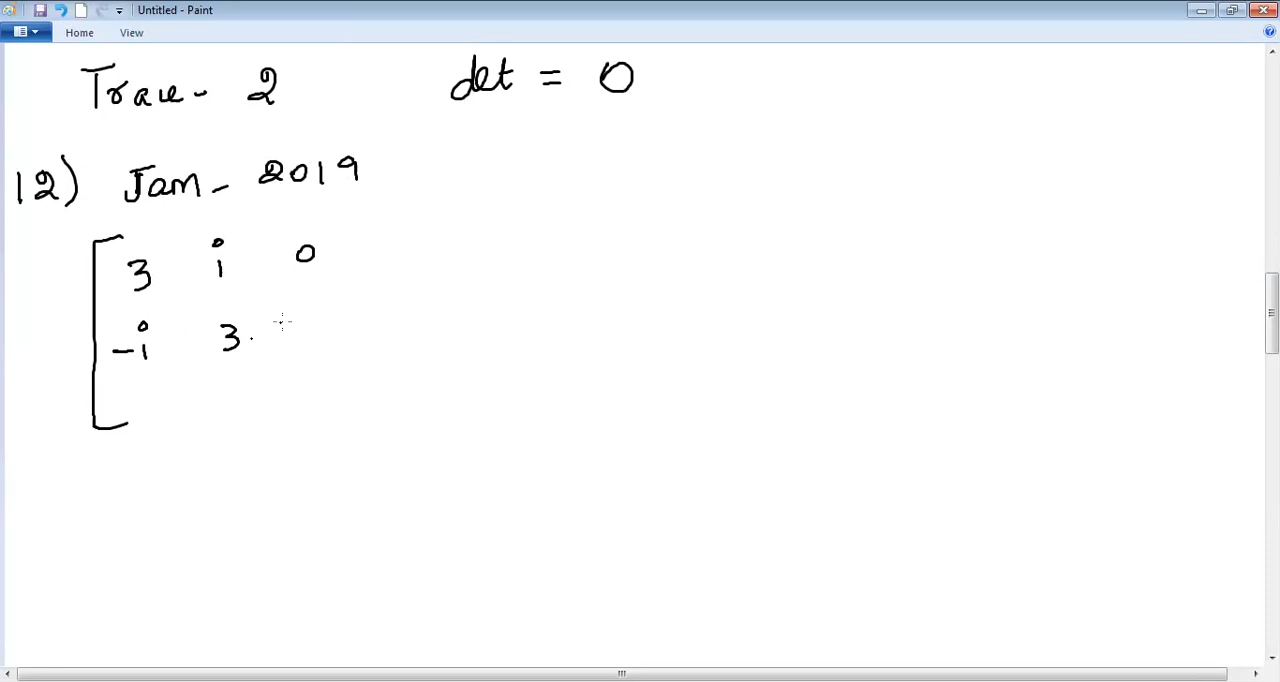 Untitled - Paint
Home View
Trace - 2 det = 0
12) Jam - 2019
3 i 0
-i 3